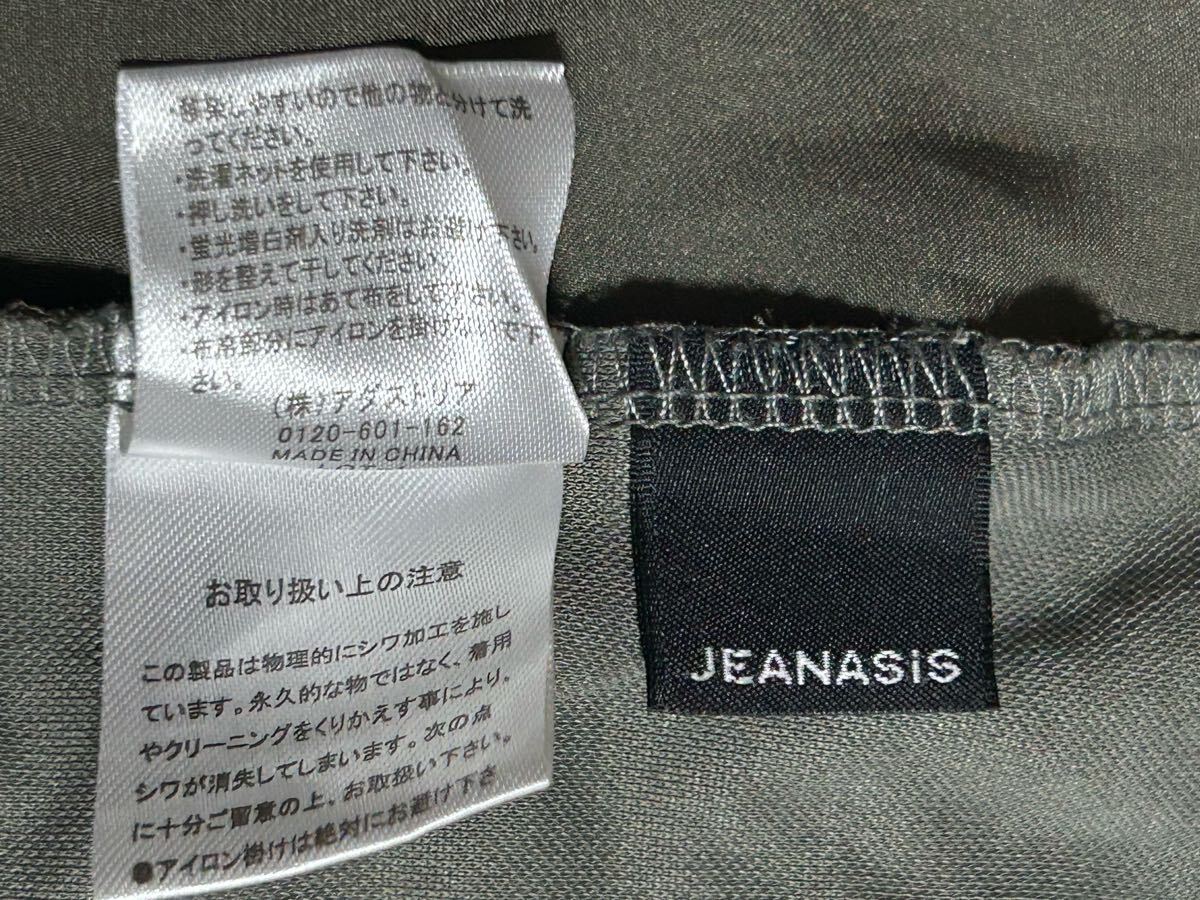 ・移染しやすいので他の物と分けて洗
ってください。
・洗濯ネットを使用して下さい。
・押し洗いをして下さい。
・蛍光増白剤入り洗剤はお避け下さい。
・形を整えて干してください。
・アイロン時はあて布をして下さい。
・布帛部分にアイロンを掛けないで下
さい。
(株)アダストリア
0120-601-162
MADE IN CHINA
お取り扱い上の注意
この製品は物理的にシワ加工を施し
ています。永久的な物ではなく、着用
やクリーニングをくりかえす事により、
シワが消失してしまいます。次の点
に十分ご留意の上、お取扱い下さい。
●アイロン掛けは絶対にお避け下さ
JEANASiS